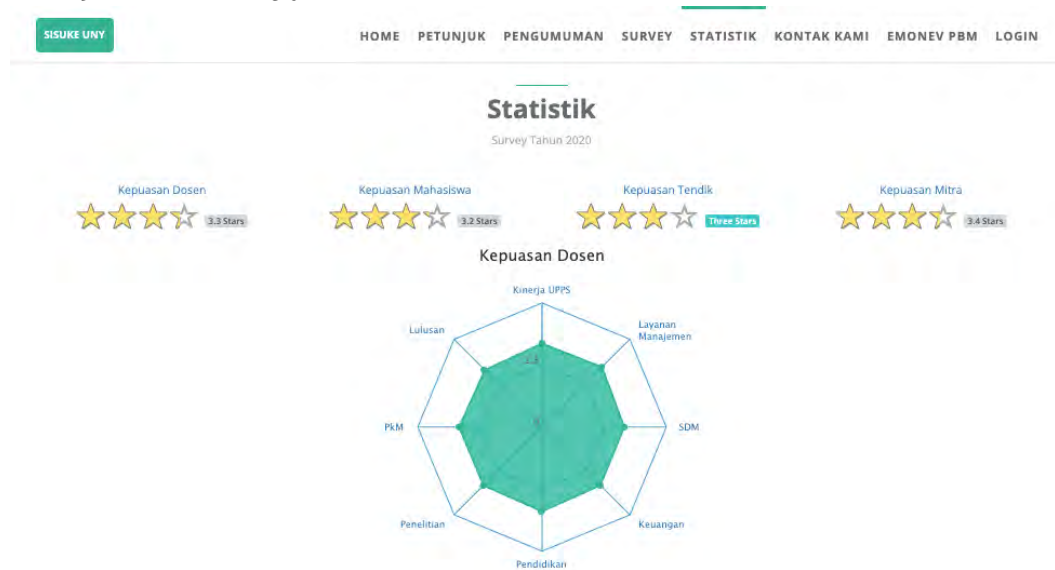 SISUKE UNY
HOME PETUNJUK PENGUMUMAN SURVEY STATISTIK KONTAK KAMI EMONEV PBM LOGIN
Statistik
Survey Tahun 2020
Kepuasan Dosen Kepuasan Mahasiswa Kepuasan Tendik Kepuasan Mitra
3.3 Stars 3.2 Stars Three Stars 3.4 Stars
Kepuasan Dosen
Kinerja UPPS
Lulusan
Layanan
Manajemen
PkM
SDM
Penelitian
Keuangan
Pendidikan